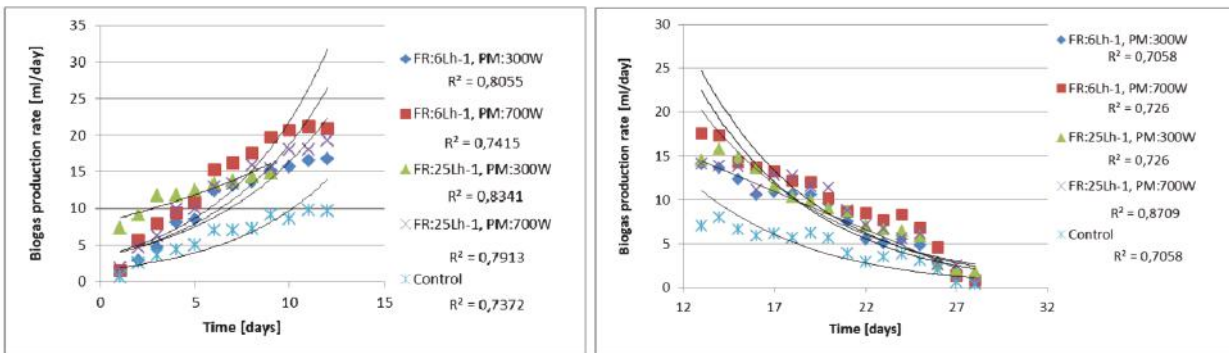 35
30
25
20
15
10
5
0
Biogas production rate [ml/day]
0 5 10 15
Time [days]
FR:6Lh-1, PM:300W
R² = 0,8055
FR:6Lh-1, PM:700W
R² = 0,7415
FR:25Lh-1, PM:300W
R² = 0,8341
FR:25Lh-1, PM:700W
R² = 0,7913
Control
R² = 0,7372
30
25
20
15
10
5
0
Biogas production rate [ml/day]
12 17 22 27 32
Time [days]
FR:6Lh-1, PM:300W
R² = 0,7058
FR:6Lh-1, PM:700W
R² = 0,726
FR:25Lh-1, PM:300W
R² = 0,726
FR:25Lh-1, PM:700W
R² = 0,8709
Control
R² = 0,7058